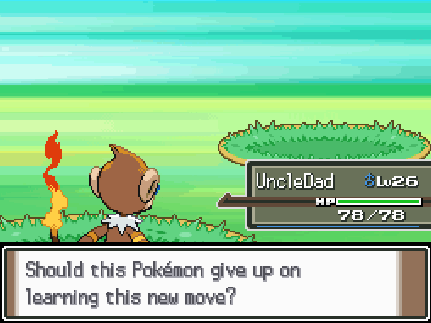 UncleDad ♂Lv26
HP
78/78
Should this Pokémon give up on
learning this new move?